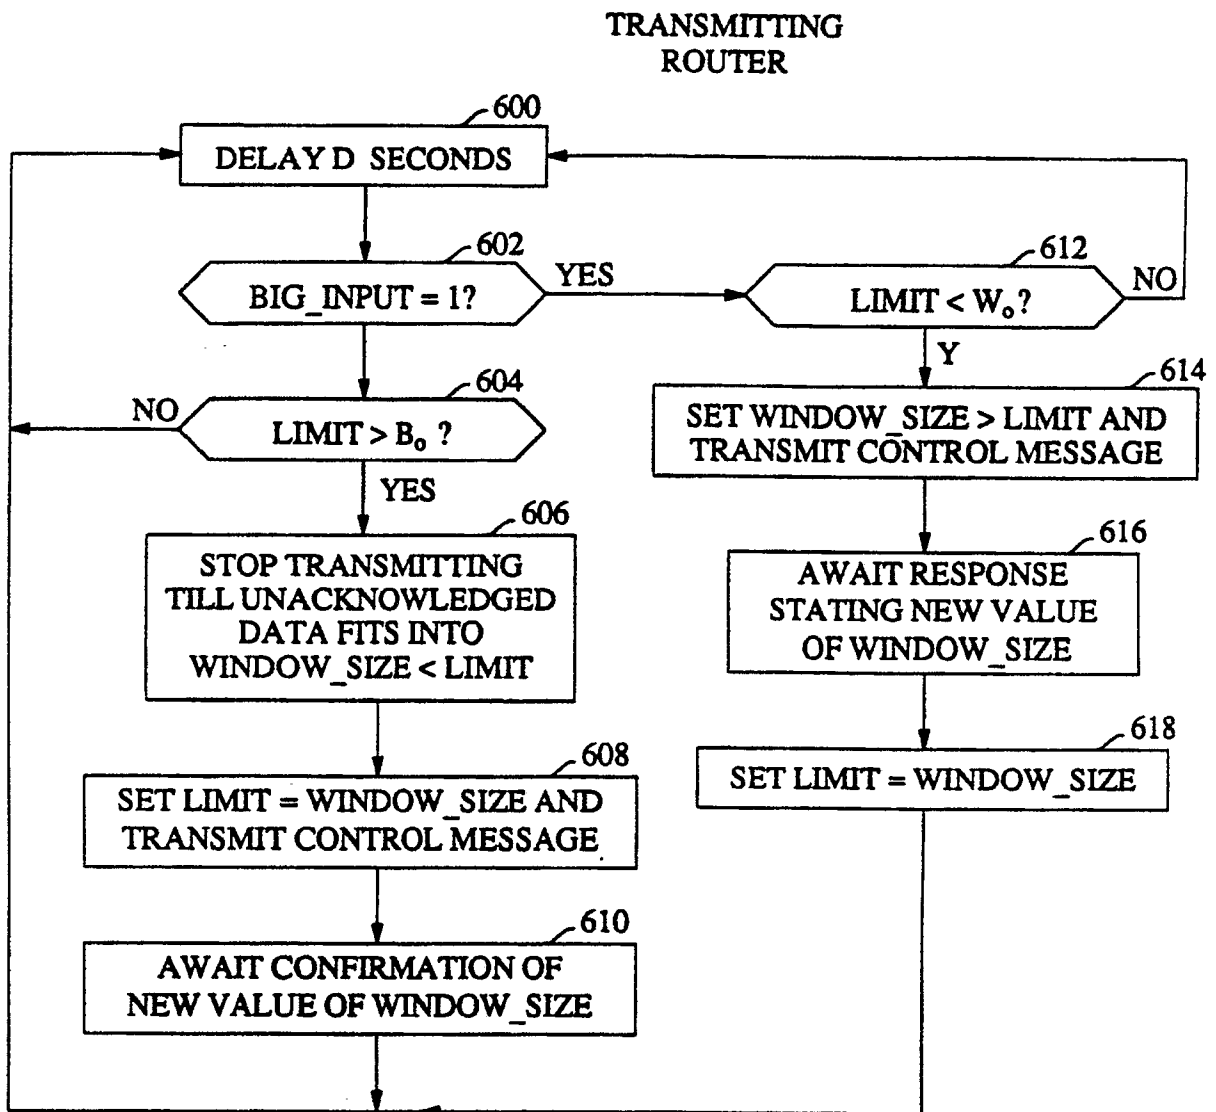 TRANSMITTING
ROUTER
600
DELAY D SECONDS
602
BIG_INPUT = 1?
YES
612
LIMIT < Wo?
NO
Y
604
NO
LIMIT > Bo ?
YES
614
SET WINDOW_SIZE > LIMIT AND
TRANSMIT CONTROL MESSAGE
606
STOP TRANSMITTING
TILL UNACKNOWLEDGED
DATA FITS INTO
WINDOW_SIZE < LIMIT
616
AWAIT RESPONSE
STATING NEW VALUE
OF WINDOW_SIZE
608
SET LIMIT = WINDOW_SIZE AND
TRANSMIT CONTROL MESSAGE
618
SET LIMIT = WINDOW_SIZE
610
AWAIT CONFIRMATION OF
NEW VALUE OF WINDOW_SIZE